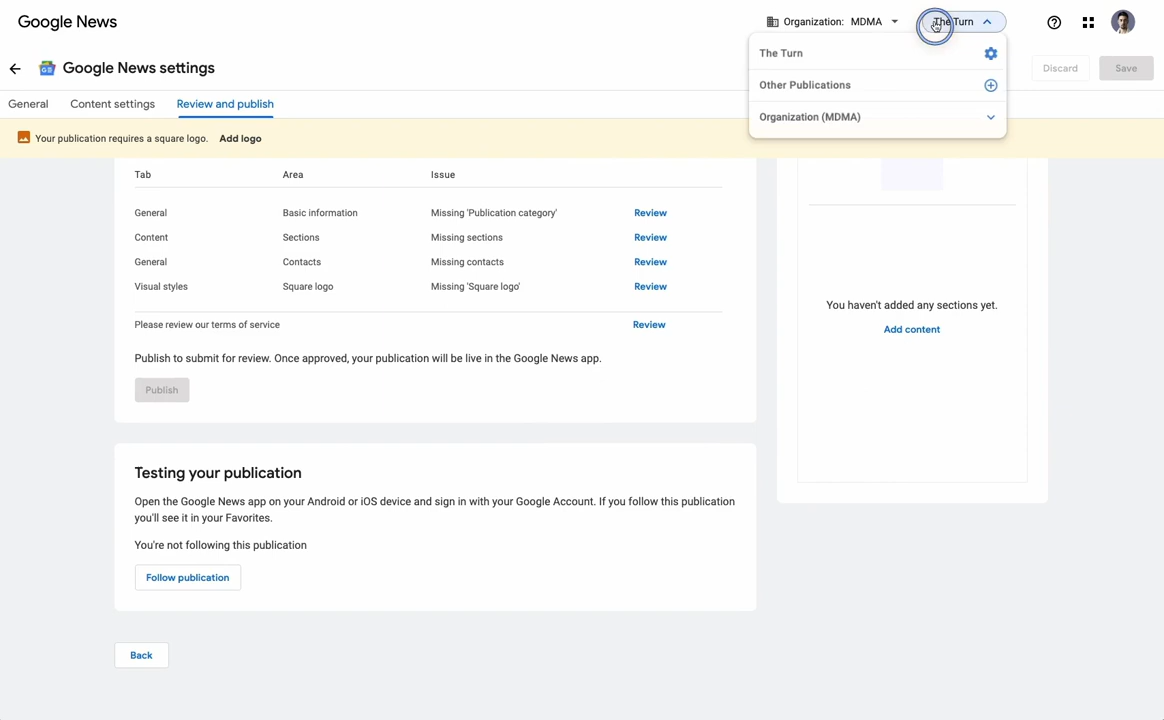 Google News
Organization: MDMA
The Turn
The Turn
Other Publications
Organization (MDMA)
Google News settings
Discard
Save
General
Content settings
Review and publish
Your publication requires a square logo. Add logo
Tab Area Issue
General Basic information Missing 'Publication category' Review
Content Sections Missing sections Review
General Contacts Missing contacts Review
Visual styles Square logo Missing 'Square logo' Review
Please review our terms of service Review
Publish to submit for review. Once approved, your publication will be live in the Google News app.
Publish
You haven't added any sections yet.
Add content
Testing your publication
Open the Google News app on your Android or iOS device and sign in with your Google Account. If you follow this publication
you'll see it in your Favorites.
You're not following this publication
Follow publication
Back